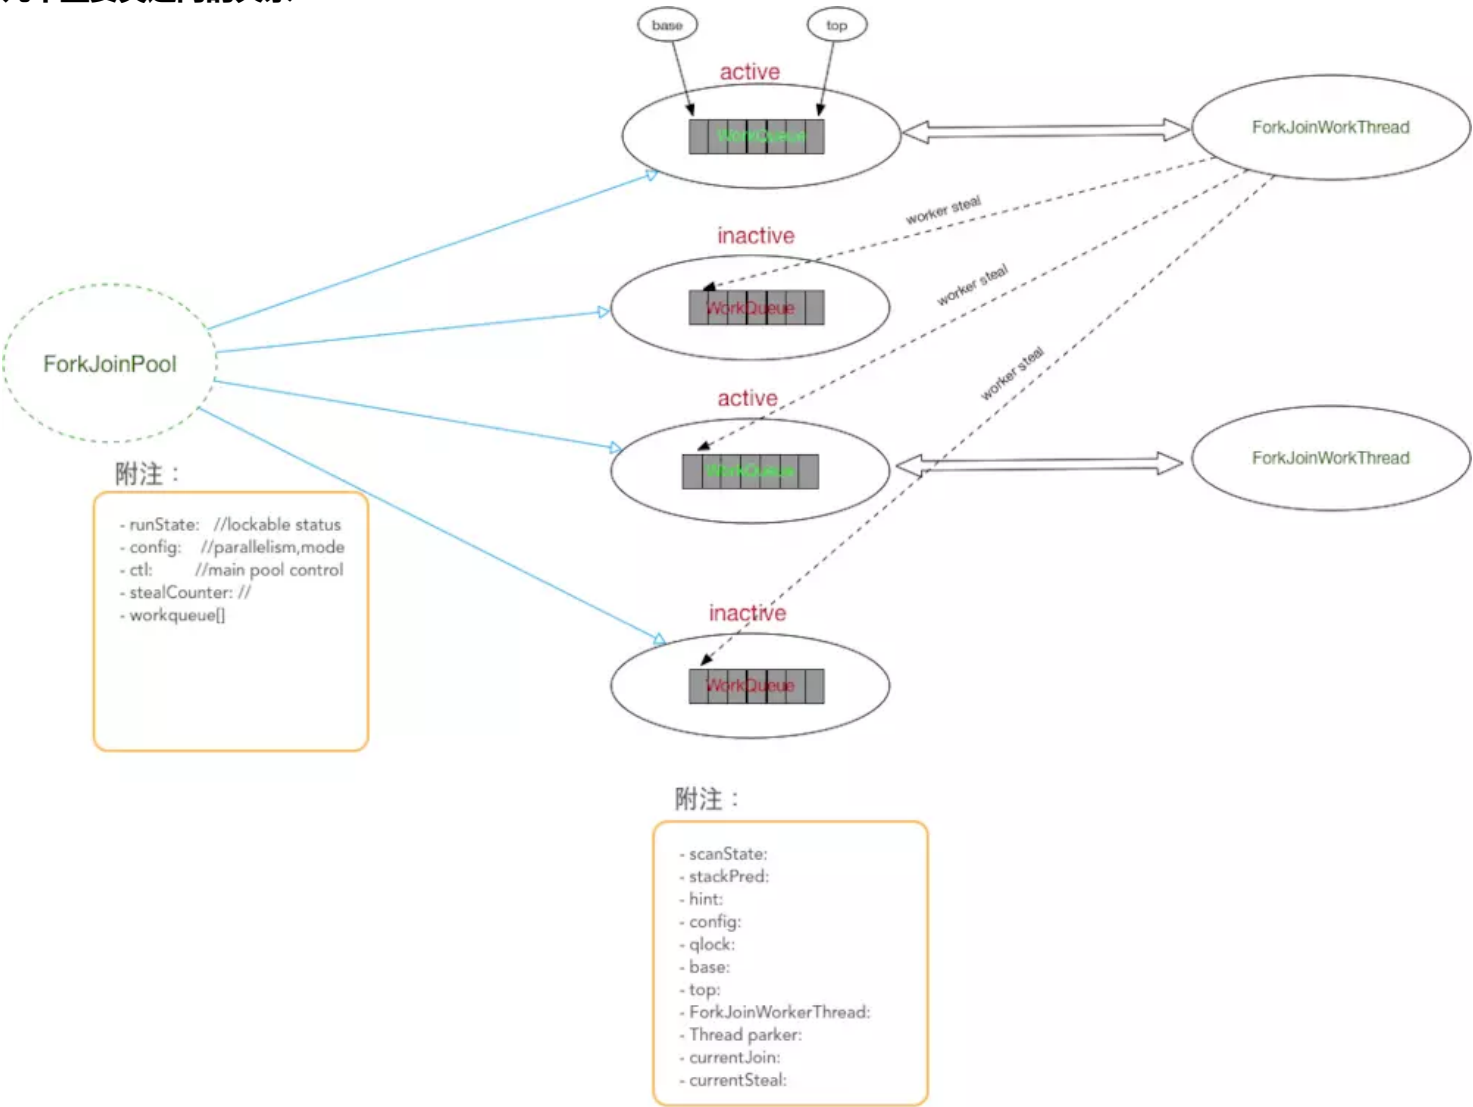 base
top
active
WorkQueue
ForkJoinWorkThread
worker steal
inactive
WorkQueue
worker steal
ForkJoinPool
active
WorkQueue
worker steal
ForkJoinWorkThread
附注：
- runState: //lockable status
- config: //parallelism,mode
- ctl: //main pool control
- stealCounter: //
- workqueue[]
inactive
WorkQueue
附注：
- scanState:
- stackPred:
- hint:
- config:
- qlock:
- base:
- top:
- ForkJoinWorkerThread:
- Thread parker:
- currentJoin:
- currentSteal: